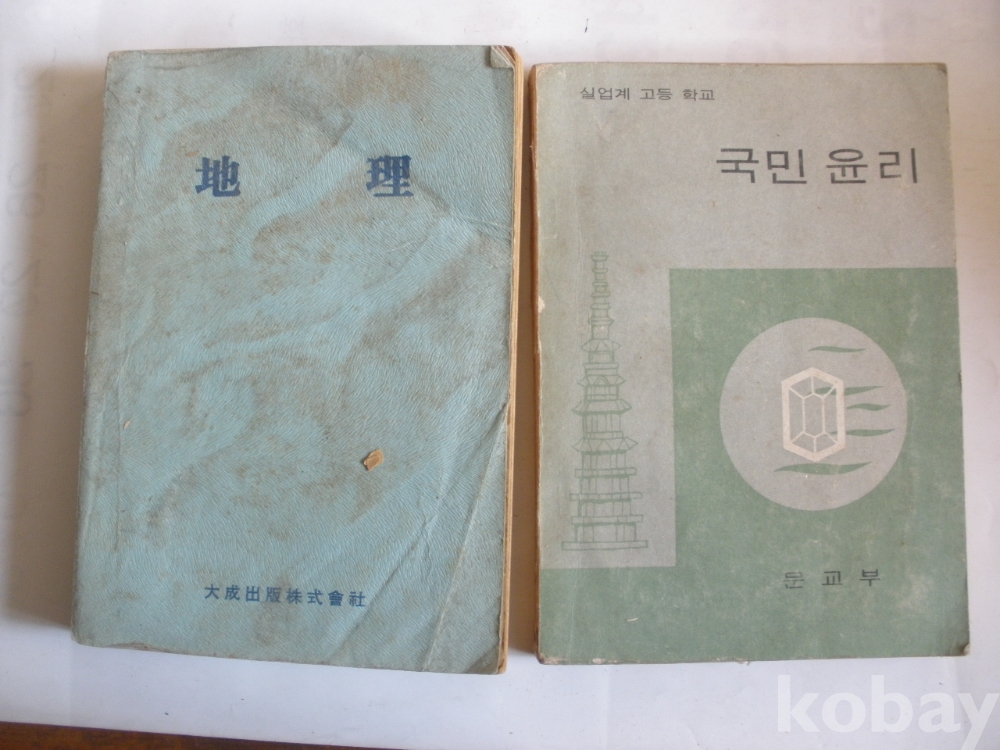 地 理
大成出版株式會社
실업계 고등 학교
국민 윤리
문 교 부
kobay